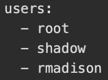 users:
  - root
  - shadow
  - rmadison